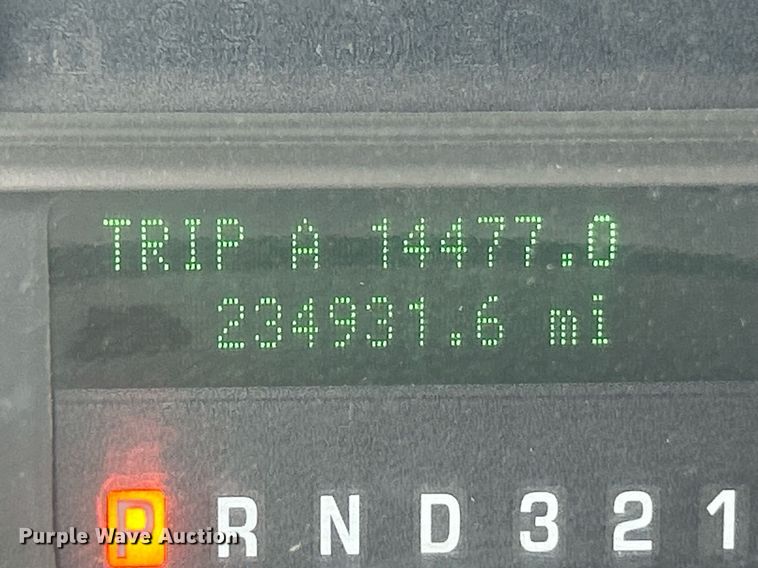 TRIP A 14477.0
234931.6 mi
P R N D 3 2 1
Purple Wave Auction